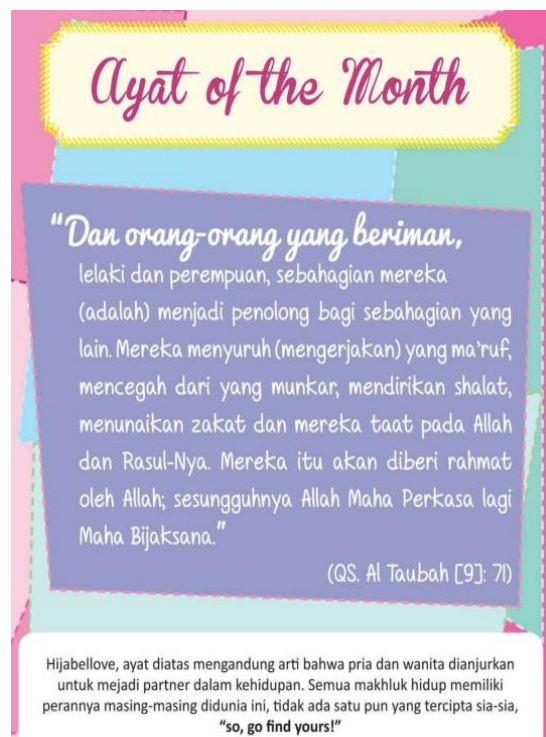 Ayat of the Month
"Dan orang-orang yang beriman,
lelaki dan perempuan, sebahagian mereka
(adalah) menjadi penolong bagi sebahagian yang
lain. Mereka menyuruh (mengerjakan) yang ma'ruf,
mencegah dari yang munkar, mendirikan shalat,
menunaikan zakat dan mereka taat pada Allah
dan Rasul-Nya. Mereka itu akan diberi rahmat
oleh Allah; sesungguhnya Allah Maha Perkasa lagi
Maha Bijaksana."
(QS. Al Taubah [9]: 71)
Hijabellove, ayat diatas mengandung arti bahwa pria dan wanita dianjurkan
untuk mejadi partner dalam kehidupan. Semua makhluk hidup memiliki
perannya masing-masing didunia ini, tidak ada satu pun yang tercipta sia-sia,
"so, go find yours!"